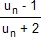 uₙ - 1
uₙ + 2